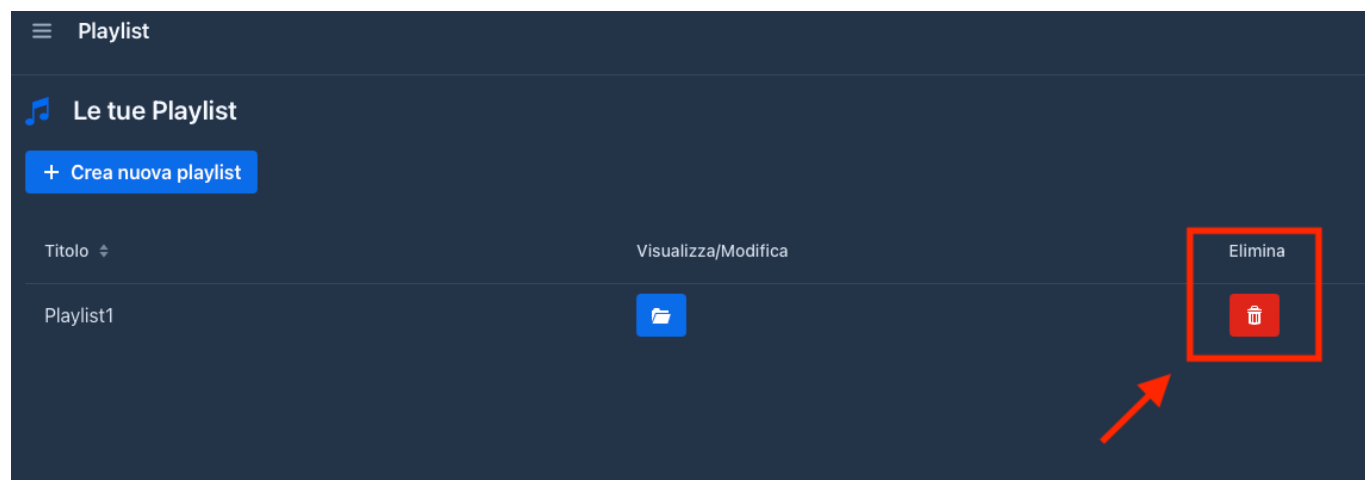 Playlist
Le tue Playlist
+ Crea nuova playlist
Titolo Visualizza/Modifica Elimina
Playlist1